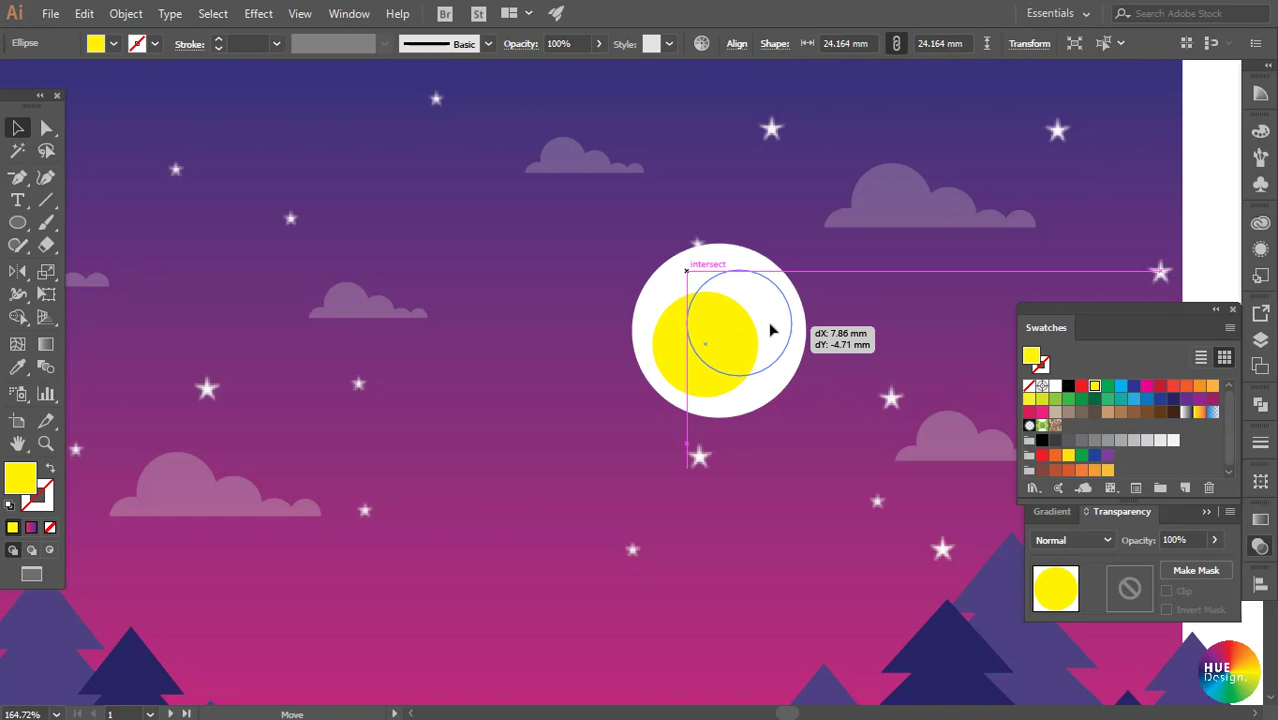 Ai File Edit Object Type Select Effect View Window Help Br St Essentials Search Adobe Stock
Ellipse Stroke: Basic Opacity: 100% Style: Align Shape: 24.164 mm 24.164 mm Transform
intersect
dX: 7.86 mm
dY: -4.71 mm
Swatches
Gradient Transparency
Normal Opacity: 100%
Make Mask
Clip
Invert Mask
HUE
Design.
164.72% 1 Move